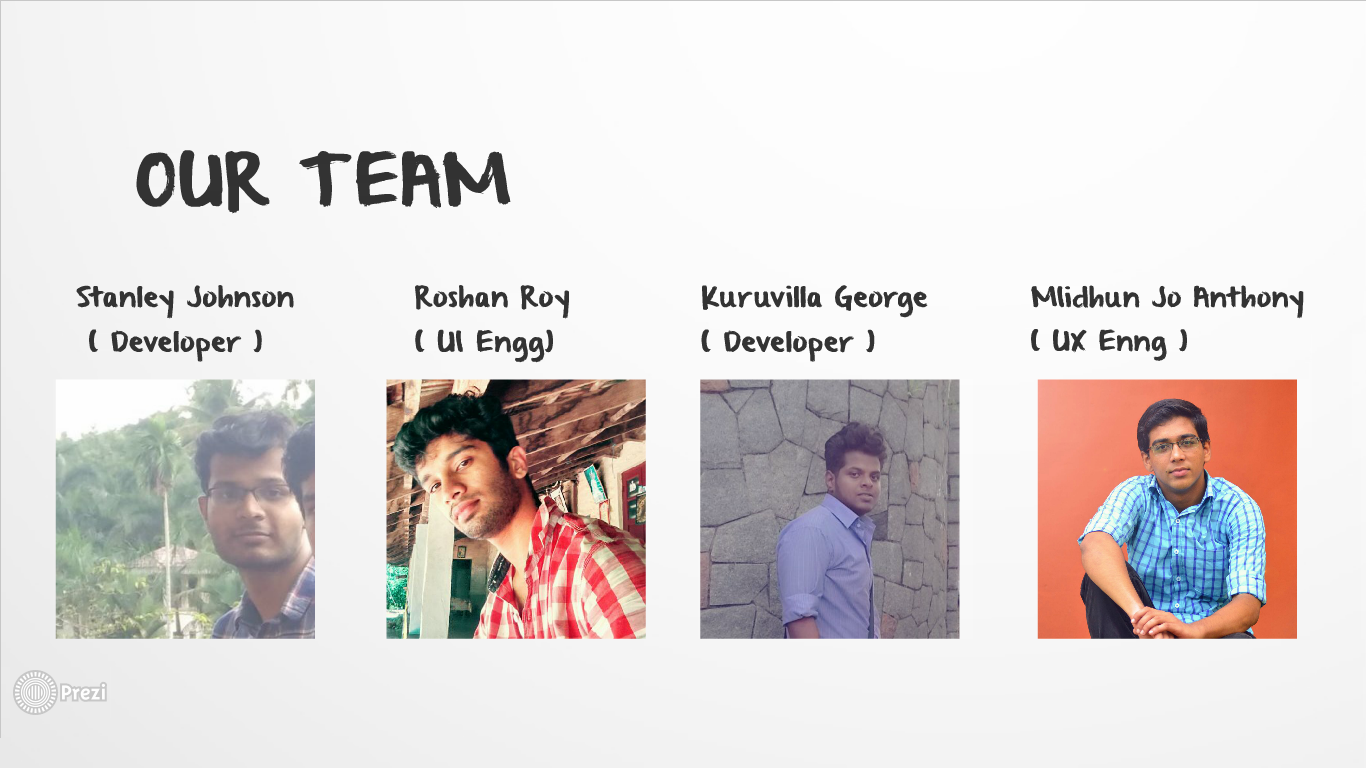 OUR TEAM
Stanley Johnson
( Developer )
Roshan Roy
( UI Engg)
Kuruvilla George
( Developer )
Mlidhun Jo Anthony
( UX Enng )
Prezi